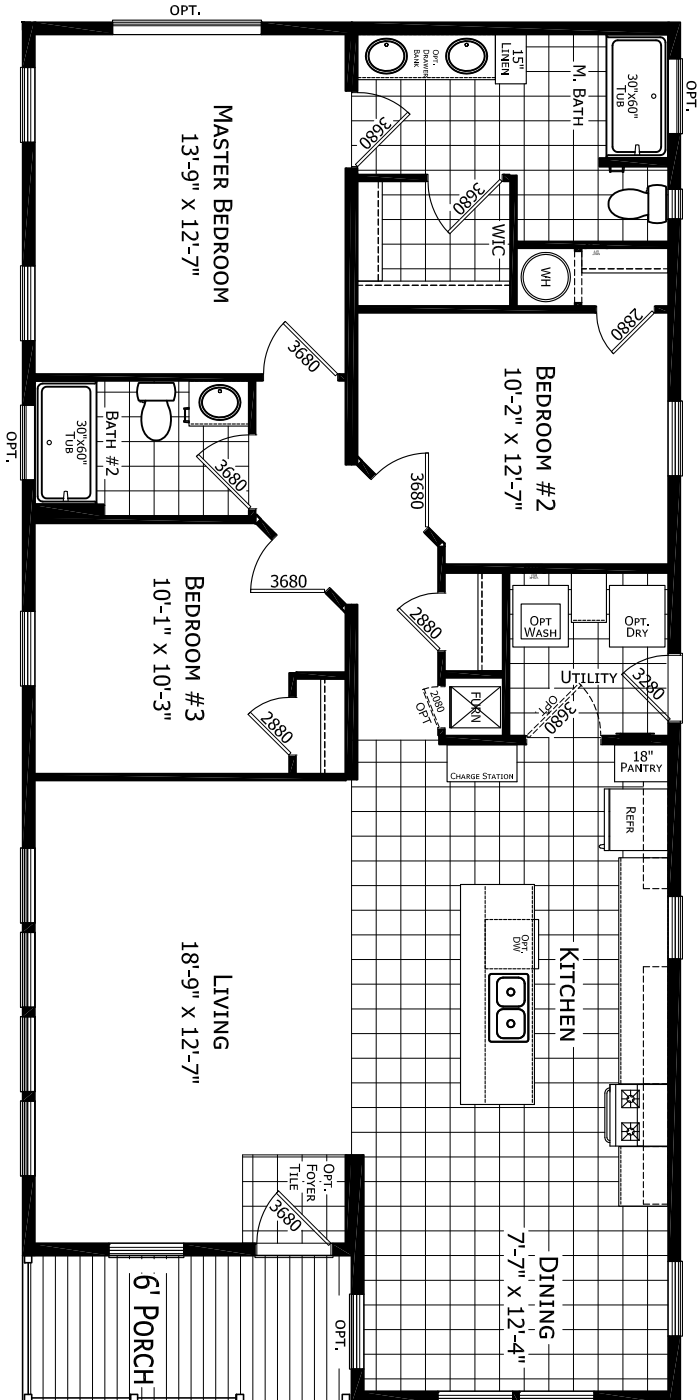 OPT.
OPT.
DRAWER
BANK
15"
LINEN
M. BATH
30"x60"
TUB
OPT.
3680
MASTER BEDROOM
13'-9" x 12'-7"
3680
WIC
WH
2880
3680
BEDROOM #2
10'-2" x 12'-7"
OPT.
30"x60"
TUB
BATH #2
3680
3680
3680
BEDROOM #3
10'-1" x 10'-3"
2880
2880
OPT
WASH
OPT.
DRY
UTILITY
3280
OPT
3680
2080
OPT
FURN
CHARGE STATION
18"
PANTRY
REFR
OPT.
DW
KITCHEN
LIVING
18'-9" x 12'-7"
OPT.
FOYER
TILE
3680
DINING
7'-7" x 12'-4"
6' PORCH
OPT.